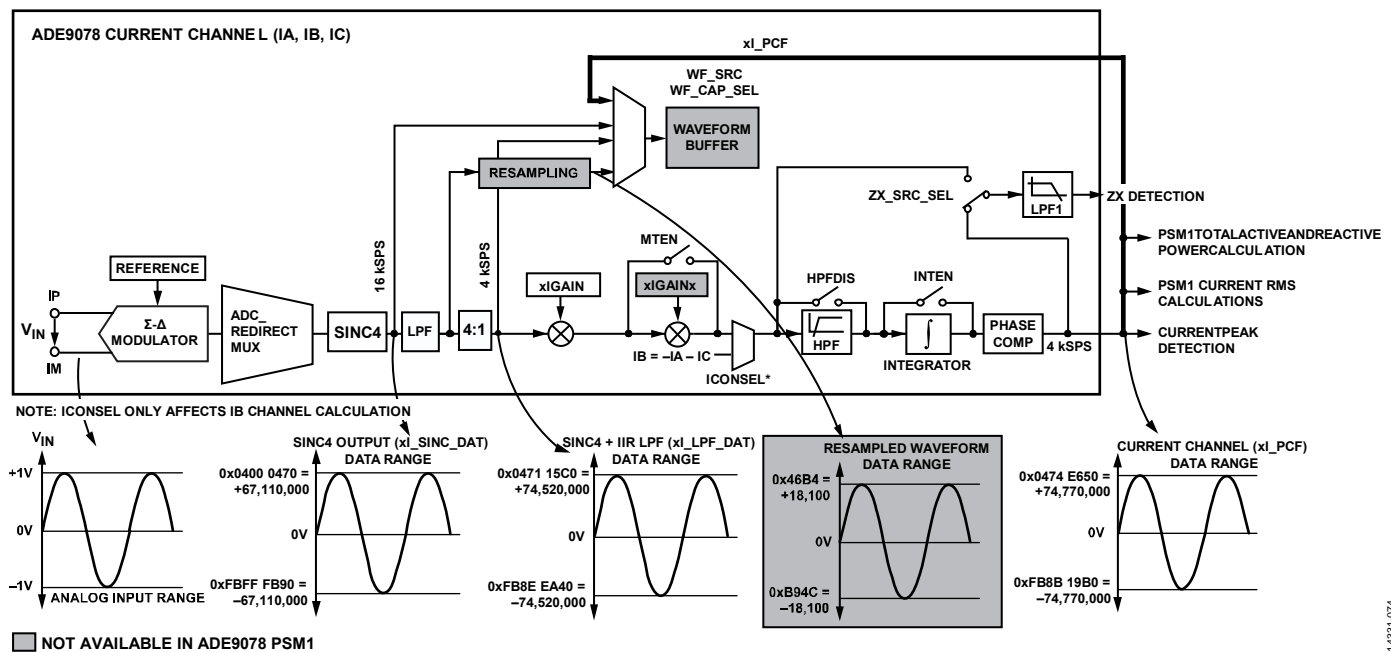 ADE9078 CURRENT CHANNEL (IA, IB, IC)
xI_PCF
WF_SRC
WF_CAP_SEL
WAVEFORM
BUFFER
RESAMPLING
16 kSPS
4 kSPS
ZX_SRC_SEL
LPF1
ZX DETECTION
PSM1TOTALACTIVEANDREACTIVE
POWERCALCULATION
PSM1 CURRENT RMS
CALCULATIONS
CURRENTPEAK
DETECTION
REFERENCE
IP
VIN
IM
Σ-Δ
MODULATOR
ADC_
REDIRECT
MUX
SINC4
LPF
4:1
xIGAIN
MTEN
xIGAINx
IB = –IA – IC
ICONSEL*
HPFDIS
HPF
INTEN
∫
INTEGRATOR
PHASE
COMP
4 kSPS
NOTE: ICONSEL ONLY AFFECTS IB CHANNEL CALCULATION
VIN
+1V
0V
–1V
ANALOG INPUT RANGE
SINC4 OUTPUT (xI_SINC_DAT)
DATA RANGE
0x0400 0470 =
+67,110,000
0V
0xFBFF FB90 =
–67,110,000
SINC4 + IIR LPF (xI_LPF_DAT)
DATA RANGE
0x0471 15C0 =
+74,520,000
0V
0xFB8E EA40 =
–74,520,000
RESAMPLED WAVEFORM
DATA RANGE
0x46B4 =
+18,100
0V
0xB94C =
–18,100
CURRENT CHANNEL (xI_PCF)
DATA RANGE
0x0474 E650 =
+74,770,000
0V
0xFB8B 19B0 =
–74,770,000
NOT AVAILABLE IN ADE9078 PSM1
14331-074